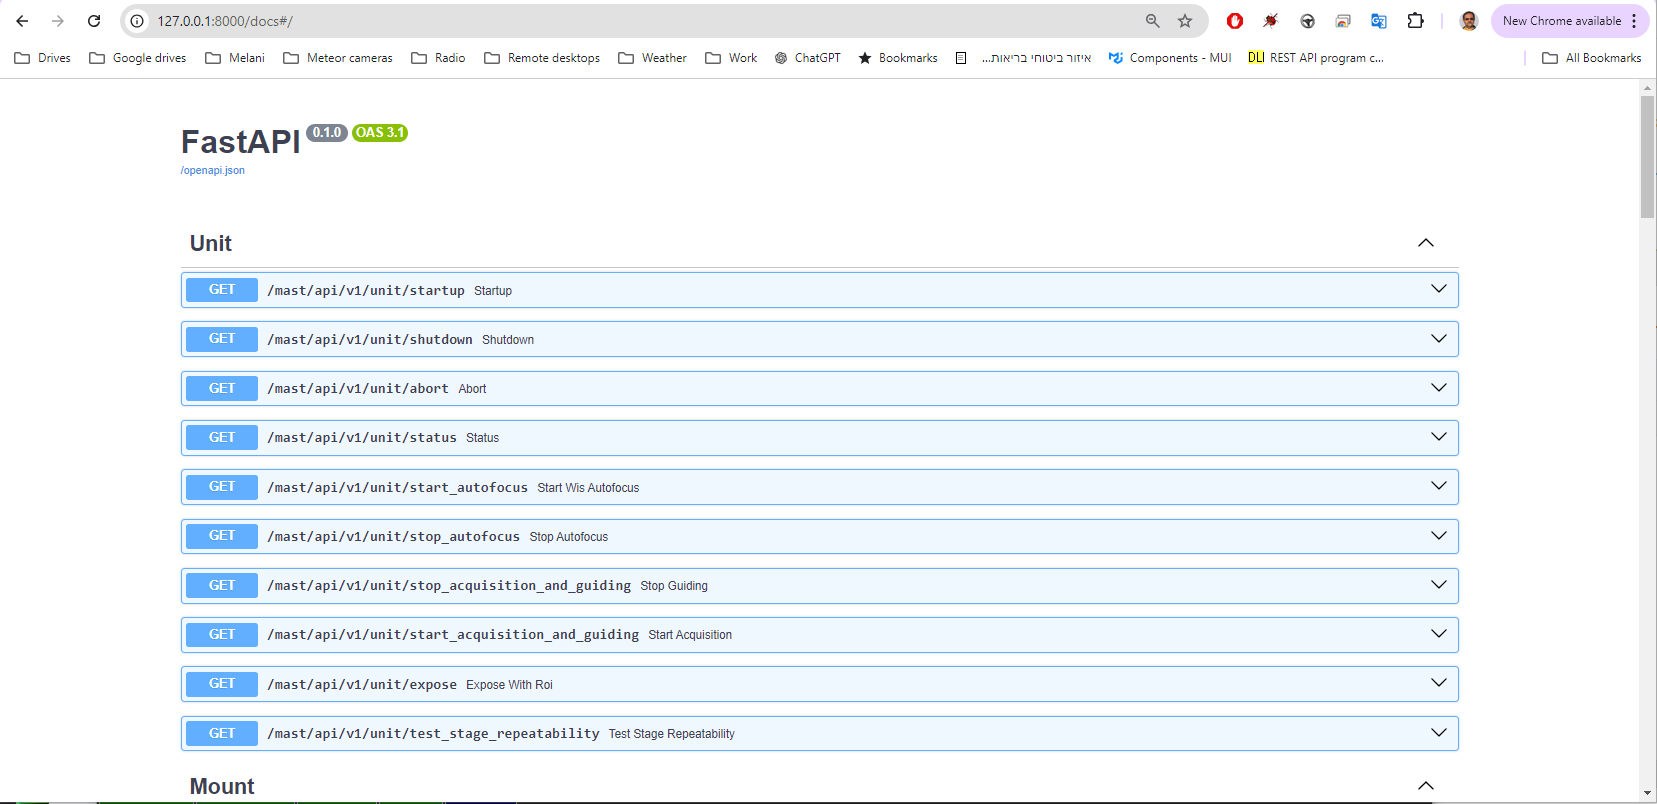 127.0.0.1:8000/docs#/
New Chrome available
Drives
Google drives
Melani
Meteor cameras
Radio
Remote desktops
Weather
Work
ChatGPT
Bookmarks
איזור ביטוחי בריאות...
Components - MUI
DLI REST API program c...
All Bookmarks
FastAPI 0.1.0 OAS 3.1
/openapi.json
Unit
GET /mast/api/v1/unit/startup Startup
GET /mast/api/v1/unit/shutdown Shutdown
GET /mast/api/v1/unit/abort Abort
GET /mast/api/v1/unit/status Status
GET /mast/api/v1/unit/start_autofocus Start Wis Autofocus
GET /mast/api/v1/unit/stop_autofocus Stop Autofocus
GET /mast/api/v1/unit/stop_acquisition_and_guiding Stop Guiding
GET /mast/api/v1/unit/start_acquisition_and_guiding Start Acquisition
GET /mast/api/v1/unit/expose Expose With Roi
GET /mast/api/v1/unit/test_stage_repeatability Test Stage Repeatability
Mount